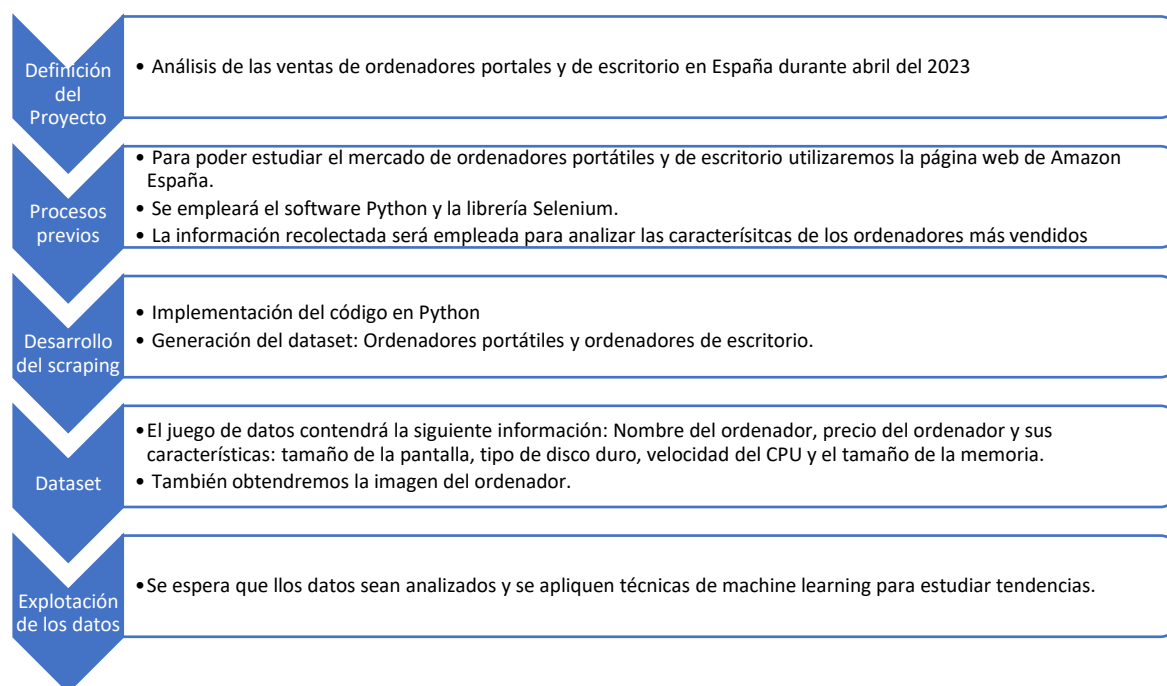 Definición
del
Proyecto
• Análisis de las ventas de ordenadores portales y de escritorio en España durante abril del 2023
Procesos
previos
• Para poder estudiar el mercado de ordenadores portátiles y de escritorio utilizaremos la página web de Amazon
España.
• Se empleará el software Python y la librería Selenium.
• La información recolectada será empleada para analizar las caracterísitcas de los ordenadores más vendidos
Desarrollo
del scraping
• Implementación del código en Python
• Generación del dataset: Ordenadores portátiles y ordenadores de escritorio.
Dataset
•El juego de datos contendrá la siguiente información: Nombre del ordenador, precio del ordenador y sus
características: tamaño de la pantalla, tipo de disco duro, velocidad del CPU y el tamaño de la memoria.
• También obtendremos la imagen del ordenador.
Explotación
de los datos
•Se espera que llos datos sean analizados y se apliquen técnicas de machine learning para estudiar tendencias.